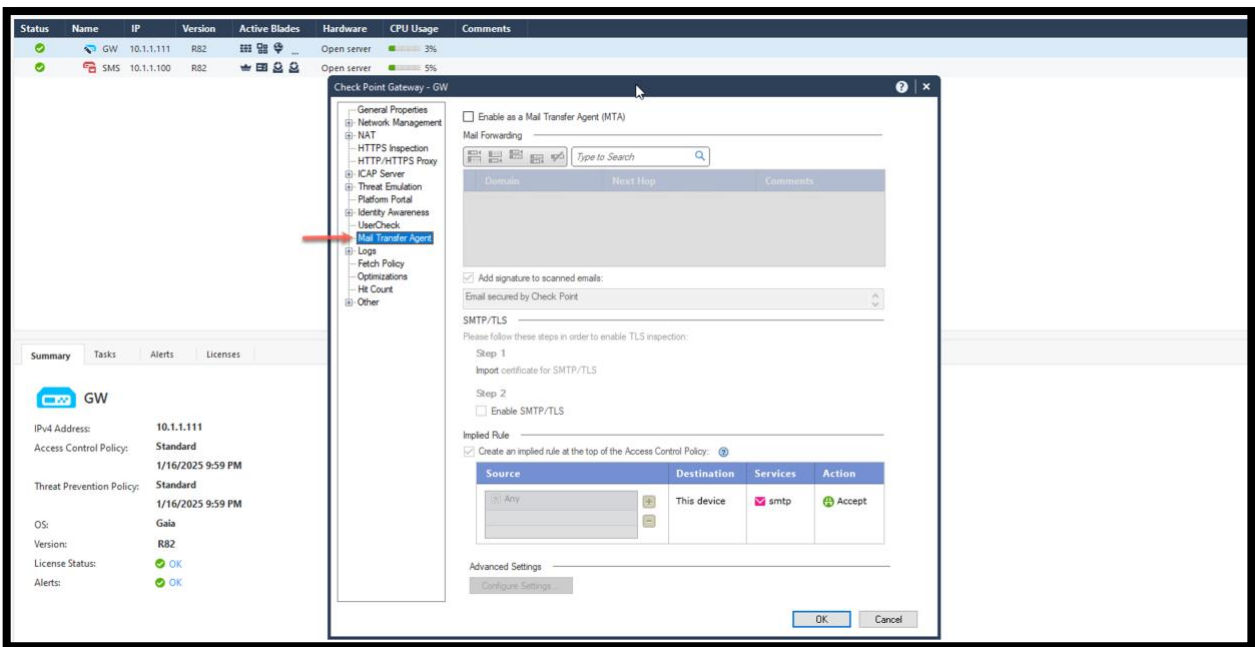 Status Name IP Version Active Blades Hardware CPU Usage Comments
GW 10.1.1.111 R82 ... Open server 3%
SMS 10.1.1.100 R82 Open server 5%
Check Point Gateway - GW
General Properties
Network Management
NAT
HTTPS Inspection
HTTP/HTTPS Proxy
ICAP Server
Threat Emulation
Platform Portal
Identity Awareness
UserCheck
Mail Transfer Agent
Logs
Fetch Policy
Optimizations
Hit Count
Other
Enable as a Mail Transfer Agent (MTA)
Mail Forwarding
Type to Search
Domain Next Hop Comments
Add signature to scanned emails:
Email secured by Check Point
SMTP/TLS
Please follow these steps in order to enable TLS inspection:
Step 1
Import certificate for SMTP/TLS
Step 2
Enable SMTP/TLS
Implied Rule
Create an implied rule at the top of the Access Control Policy:
Source Destination Services Action
Any This device smtp Accept
Advanced Settings
Configure Settings...
OK Cancel
Summary Tasks Alerts Licenses
GW
IPv4 Address: 10.1.1.111
Access Control Policy: Standard
1/16/2025 9:59 PM
Threat Prevention Policy: Standard
1/16/2025 9:59 PM
OS: Gaia
Version: R82
License Status: OK
Alerts: OK